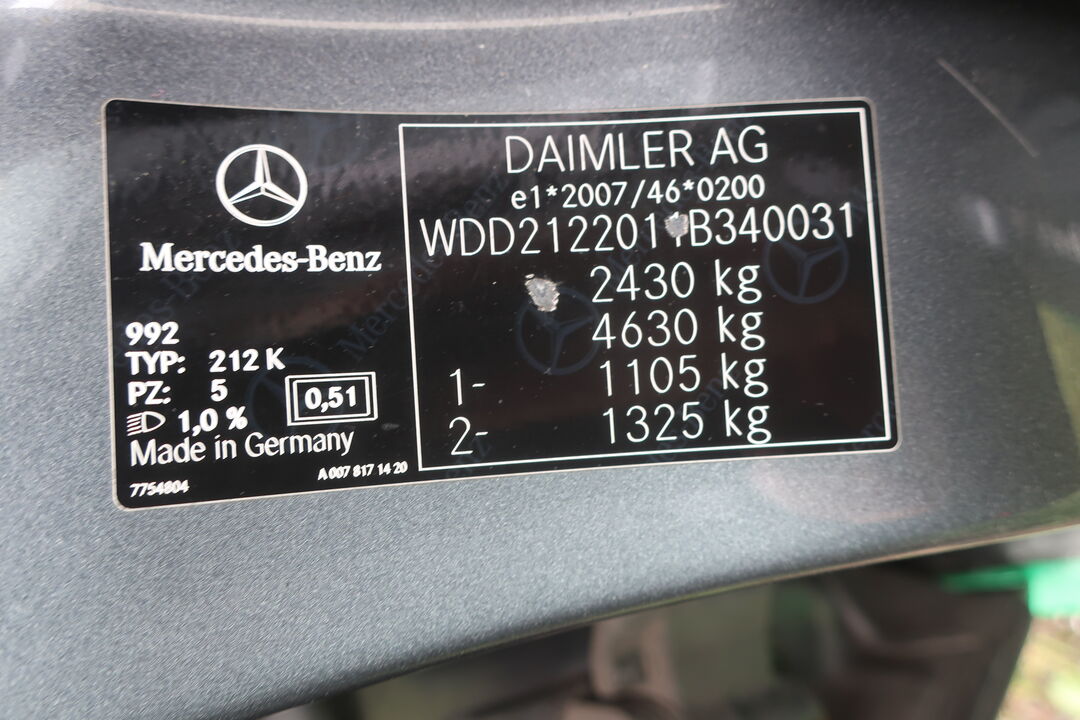 Mercedes-Benz
992
TYP: 212 K
PZ: 5
0,51
1,0 %
Made in Germany
A 007 817 14 20
7754804
DAIMLER AG
e1*2007/46*0200
2430 kg
4630 kg
1- 1105 kg
2- 1325 kg